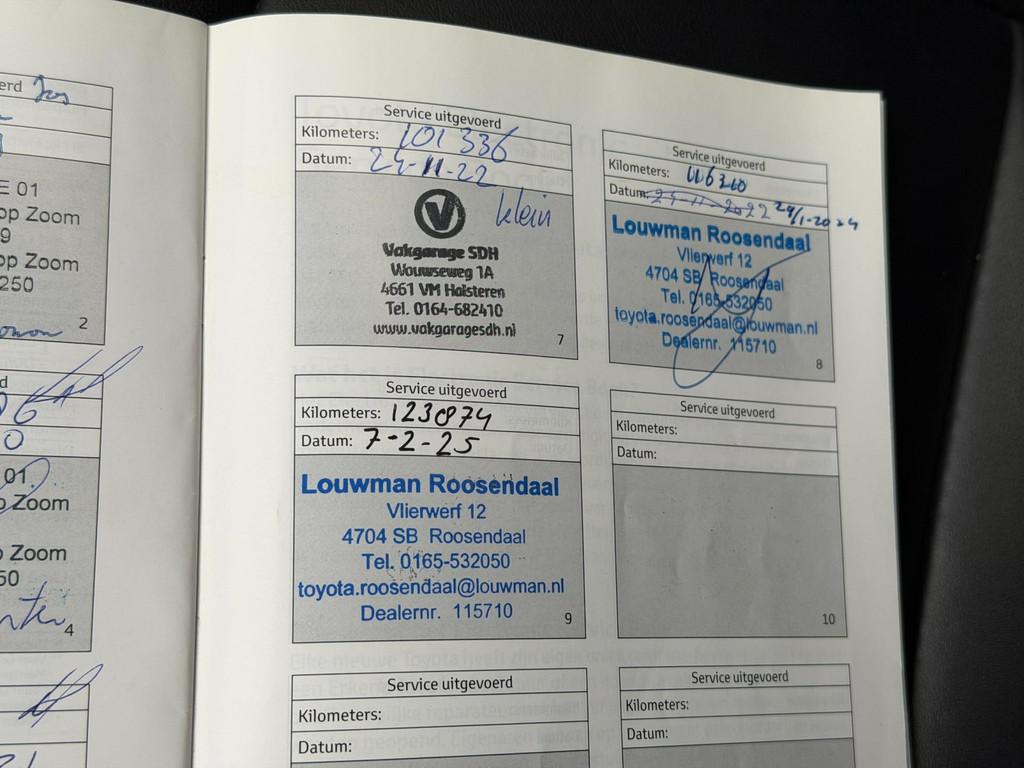 erd Jos
E 01
op Zoom
9
op Zoom
250
2
d
0
01
Zoom
Zoom
50
4
Service uitgevoerd
Kilometers: 101 336
Datum: 24-11-22
klein
Vakgarage SDH
Wouwseweg 1A
4661 VM Halsteren
Tel. 0164-682410
www.vakgaragesdh.nl
7
Service uitgevoerd
Kilometers: 116310
Datum: 24-11-2022 24/1-2024
Louwman Roosendaal
Vlierwerf 12
4704 SB Roosendaal
Tel. 0165-532050
toyota.roosendaal@louwman.nl
Dealernr. 115710
8
Service uitgevoerd
Kilometers: 1230874
Datum: 7-2-25
Louwman Roosendaal
Vlierwerf 12
4704 SB Roosendaal
Tel. 0165-532050
toyota.roosendaal@louwman.nl
Dealernr. 115710
9
Service uitgevoerd
Kilometers:
Datum:
10
Service uitgevoerd
Kilometers:
Datum:
Service uitgevoerd
Kilometers:
Datum: